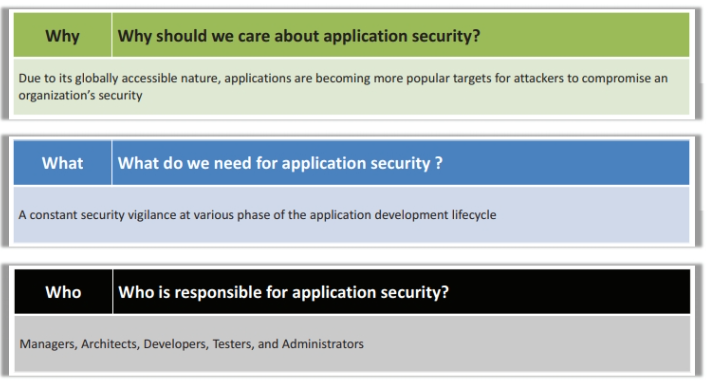 Why Why should we care about application security?
Due to its globally accessible nature, applications are becoming more popular targets for attackers to compromise an
organization’s security
What What do we need for application security ?
A constant security vigilance at various phase of the application development lifecycle
Who Who is responsible for application security?
Managers, Architects, Developers, Testers, and Administrators